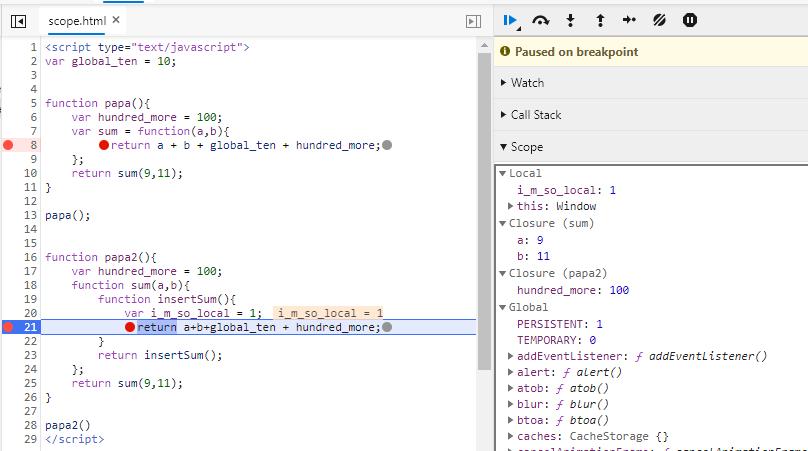 scope.html
1 <script type="text/javascript">
2 var global_ten = 10;
3
4
5 function papa(){
6 var hundred_more = 100;
7 var sum = function(a,b){
8 return a + b + global_ten + hundred_more;
9 };
10 return sum(9,11);
11 }
12
13 papa();
14
15
16 function papa2(){
17 var hundred_more = 100;
18 function sum(a,b){
19 function insertSum(){
20 var i_m_so_local = 1; i_m_so_local = 1
21 return a+b+global_ten + hundred_more;
22 }
23 return insertSum();
24 };
25 return sum(9,11);
26 }
27
28 papa2()
29 </script>
Paused on breakpoint
Watch
Call Stack
Scope
Local
i_m_so_local: 1
this: Window
Closure (sum)
a: 9
b: 11
Closure (papa2)
hundred_more: 100
Global
PERSISTENT: 1
TEMPORARY: 0
addEventListener: ƒ addEventListener()
alert: ƒ alert()
atob: ƒ atob()
blur: ƒ blur()
btoa: ƒ btoa()
caches: CacheStorage {}